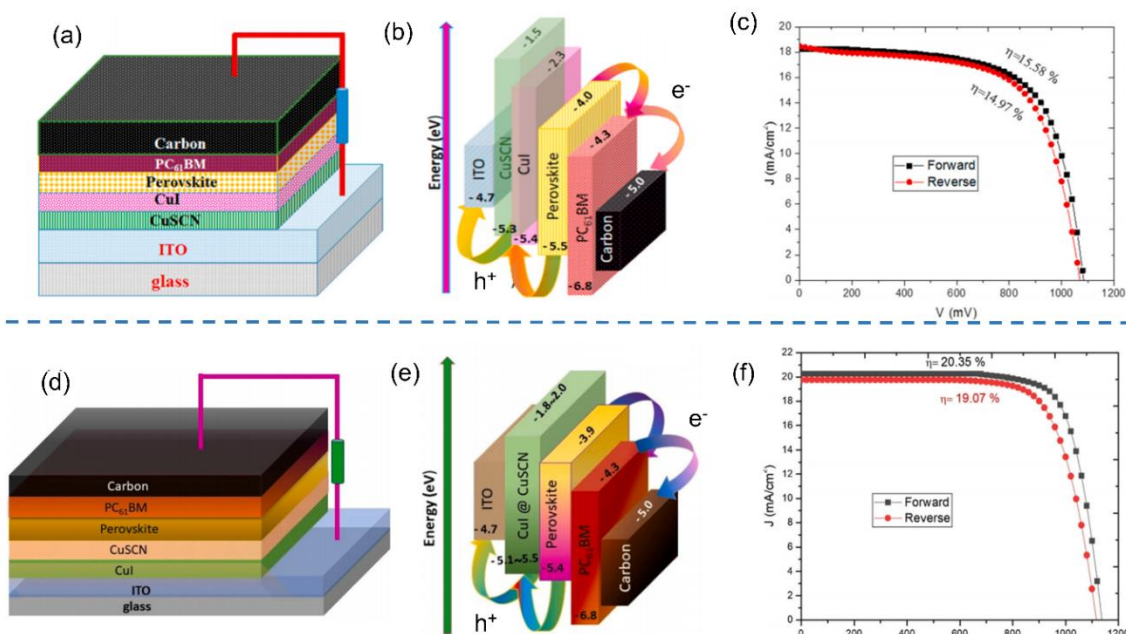 (a)
Carbon
PC₆₁BM
Perovskite
CuI
CuSCN
ITO
glass
(b)
Energy (eV)
ITO
- 4.7
CuSCN
- 1.5
- 5.3
CuI
- 2.3
- 5.4
Perovskite
- 4.0
- 5.5
PC₆₁BM
- 4.3
- 6.8
Carbon
- 5.0
e⁻
h⁺
(c)
η=15.58 %
η=14.97 %
Forward
Reverse
J (mA/cm²)
20
18
16
14
12
10
8
6
4
2
0
0 200 400 600 800 1000 1200
V (mV)
(d)
Carbon
PC₆₁BM
Perovskite
CuSCN
CuI
ITO
glass
(e)
Energy (eV)
ITO
- 4.7
CuI @ CuSCN
- 1.8~2.0
- 5.1~5.5
Perovskite
- 3.9
- 5.4
PC₆₁BM
- 4.3
- 6.8
Carbon
- 5.0
e⁻
h⁺
(f)
η= 20.35 %
η= 19.07 %
Forward
Reverse
J (mA/cm²)
22
20
18
16
14
12
10
8
6
4
2
0
0 200 400 600 800 1000